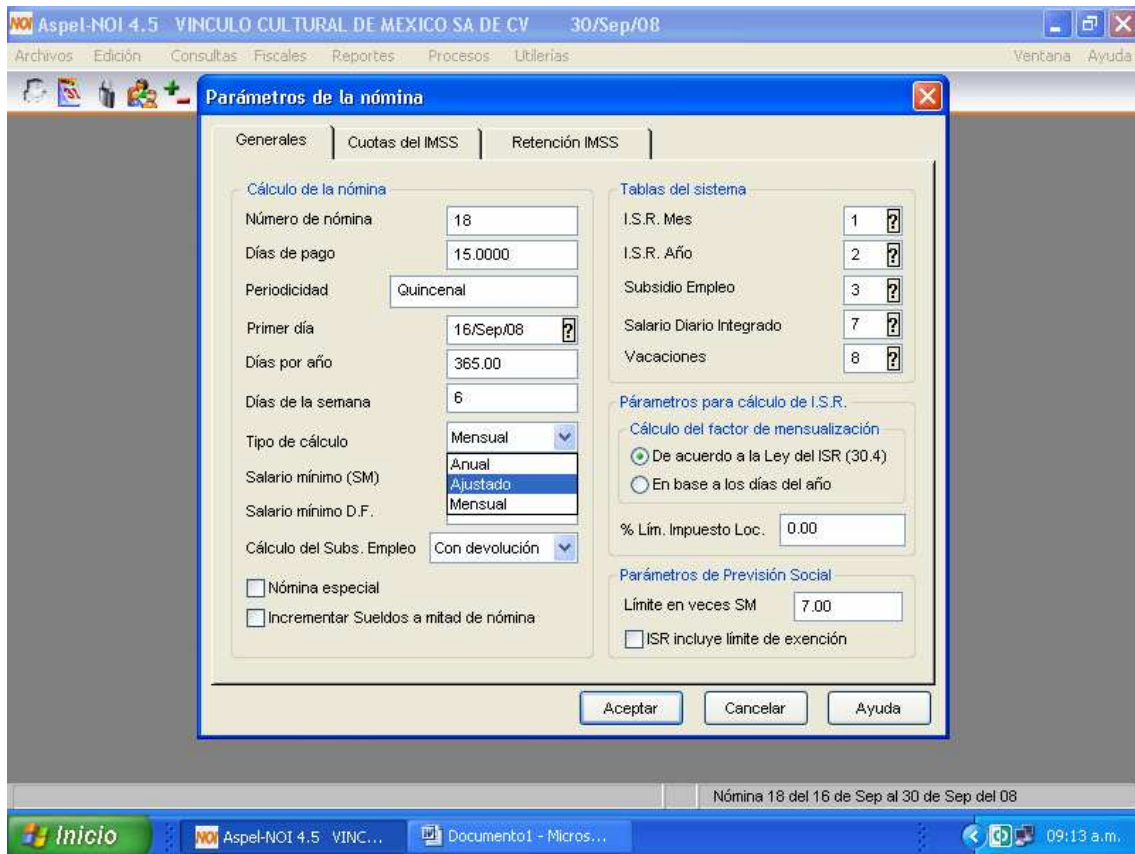 NOI Aspel-NOI 4.5 VINCULO CULTURAL DE MEXICO SA DE CV 30/Sep/08
Archivos Edición Consultas Fiscales Reportes Procesos Utilerías Ventana Ayuda
Parámetros de la nómina
Generales Cuotas del IMSS Retención IMSS
Cálculo de la nómina
Número de nómina 18
Días de pago 15.0000
Periodicidad Quincenal
Primer día 16/Sep/08 ?
Días por año 365.00
Días de la semana 6
Tipo de cálculo Mensual
Anual
Ajustado
Mensual
Salario mínimo (SM)
Salario mínimo D.F.
Cálculo del Subs. Empleo Con devolución
Nómina especial
Incrementar Sueldos a mitad de nómina
Tablas del sistema
I.S.R. Mes 1 ?
I.S.R. Año 2 ?
Subsidio Empleo 3 ?
Salario Diario Integrado 7 ?
Vacaciones 8 ?
Párametros para cálculo de I.S.R.
Cálculo del factor de mensualización
De acuerdo a la Ley del ISR (30.4)
En base a los días del año
% Lím. Impuesto Loc. 0.00
Parámetros de Previsión Social
Límite en veces SM 7.00
ISR incluye límite de exención
Aceptar Cancelar Ayuda
Nómina 18 del 16 de Sep al 30 de Sep del 08
Inicio NOI Aspel-NOI 4.5 VINC... Documento1 - Micros... 09:13 a.m.